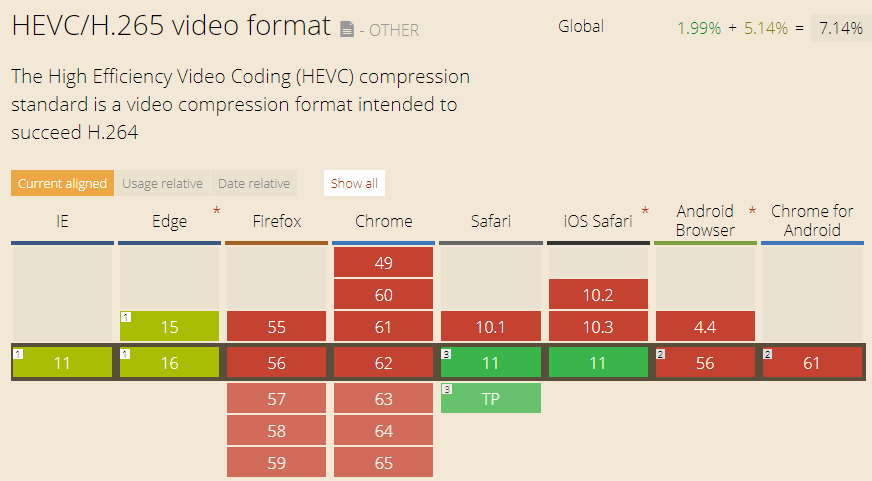 HEVC/H.265 video format - OTHER
Global 1.99% + 5.14% = 7.14%
The High Efficiency Video Coding (HEVC) compression
standard is a video compression format intended to
succeed H.264
Current aligned Usage relative Date relative Show all
IE Edge * Firefox Chrome Safari iOS Safari * Android Browser * Chrome for Android
49
60 10.2
1 15 55 61 10.1 10.3 4.4
1 11 1 16 56 62 3 11 11 2 56 2 61
57 63 3 TP
58 64
59 65